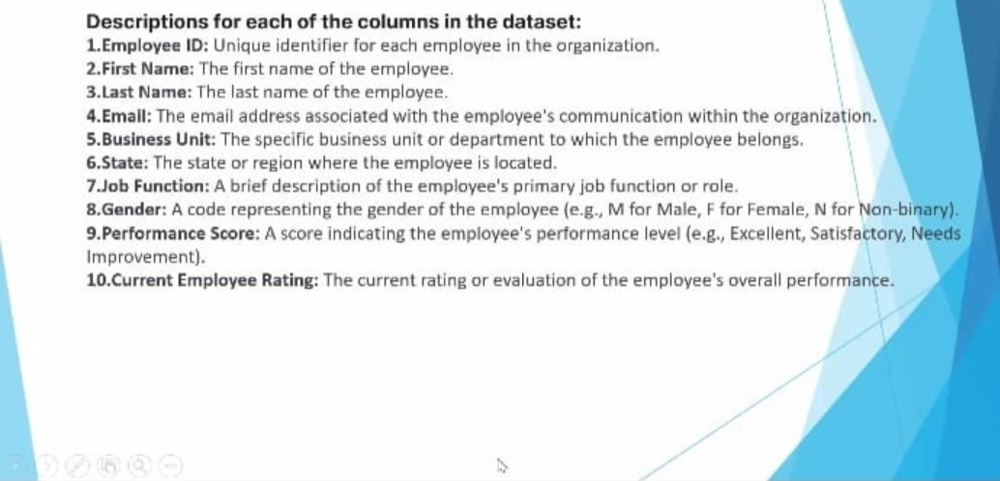 Descriptions for each of the columns in the dataset:
1.Employee ID: Unique identifier for each employee in the organization.
2.First Name: The first name of the employee.
3.Last Name: The last name of the employee.
4.Email: The email address associated with the employee's communication within the organization.
5.Business Unit: The specific business unit or department to which the employee belongs.
6.State: The state or region where the employee is located.
7.Job Function: A brief description of the employee's primary job function or role.
8.Gender: A code representing the gender of the employee (e.g., M for Male, F for Female, N for Non-binary).
9.Performance Score: A score indicating the employee's performance level (e.g., Excellent, Satisfactory, Needs
Improvement).
10.Current Employee Rating: The current rating or evaluation of the employee's overall performance.